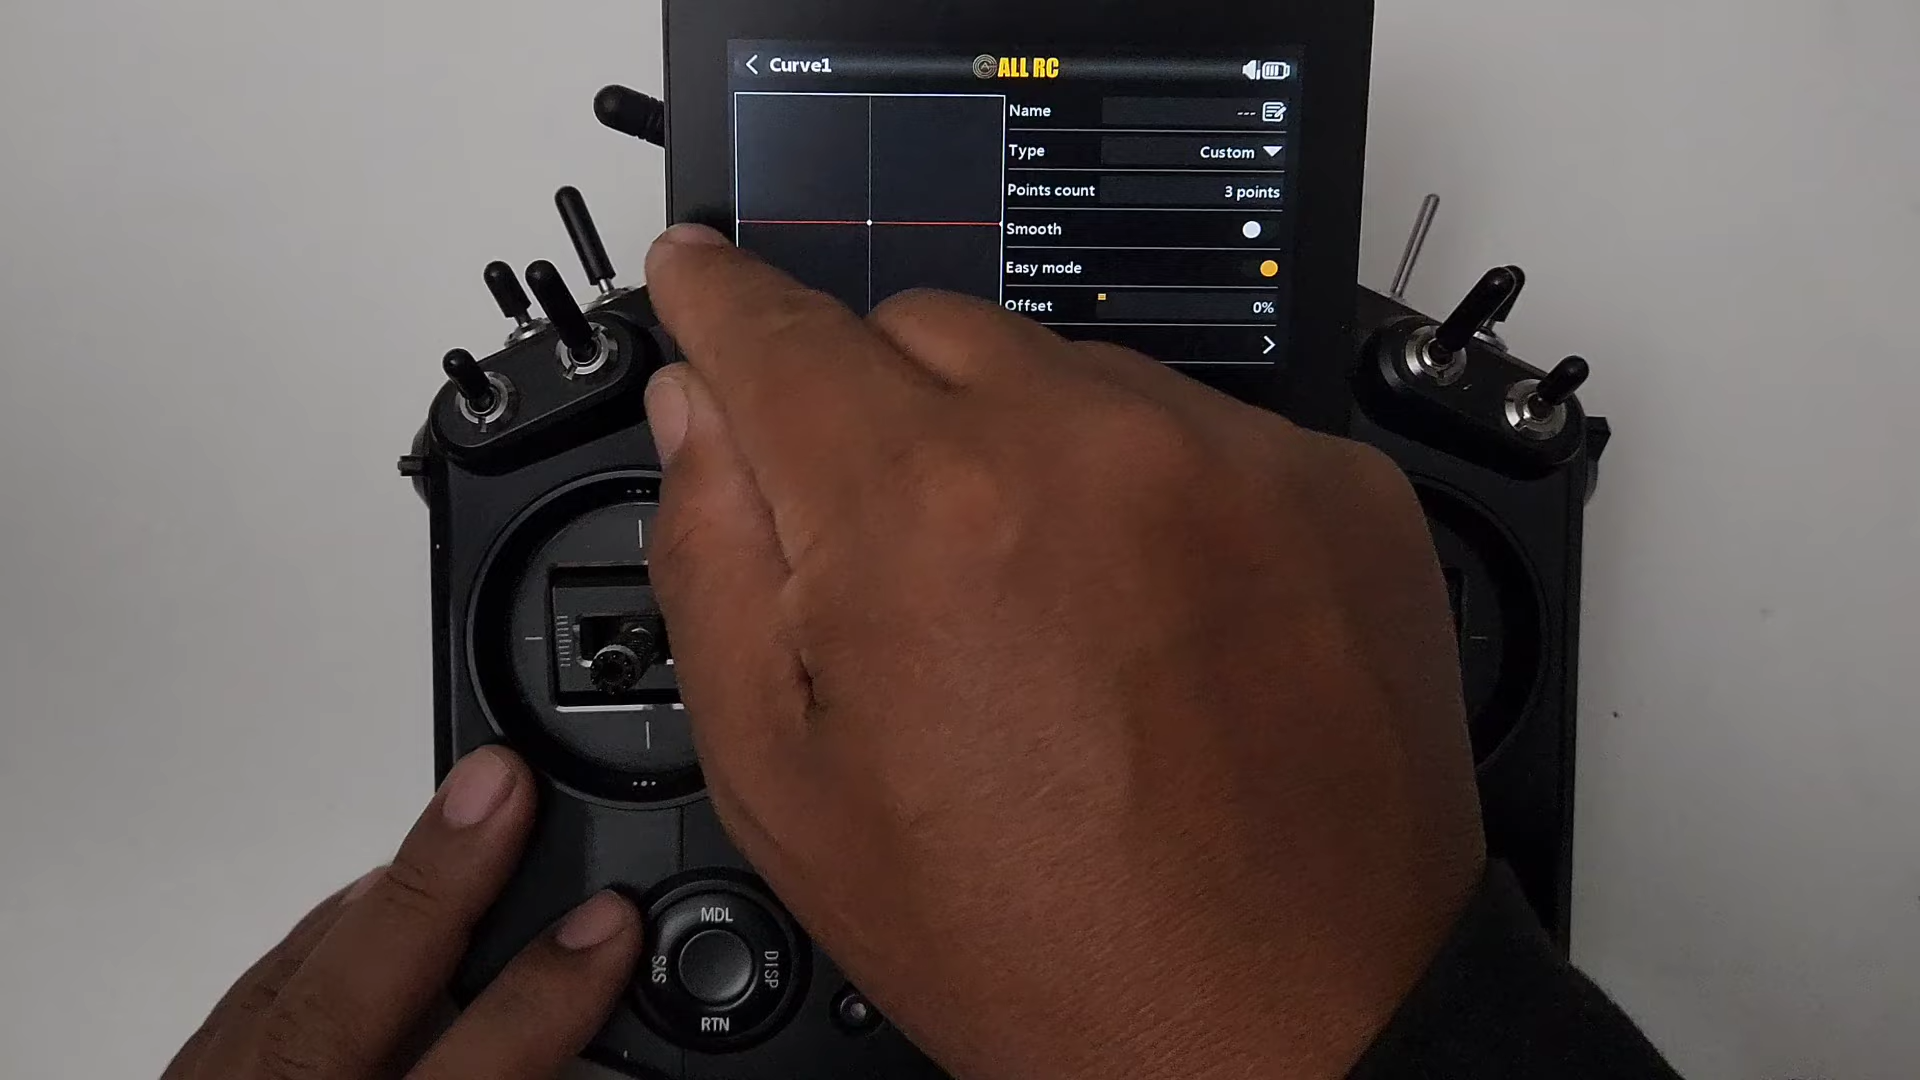 Curve1
ALL RC
Name ---
Type Custom
Points count 3 points
Smooth
Easy mode
Offset 0%
MDL
SYS
DISP
RTN